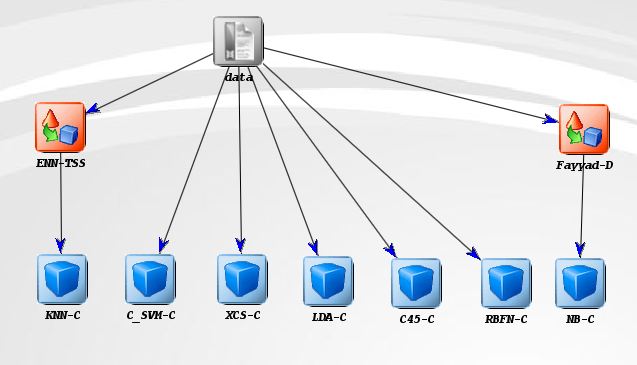 data
ENN-TSS
Fayyad-D
KNN-C
C_SVM-C
XCS-C
LDA-C
C45-C
RBFN-C
NB-C